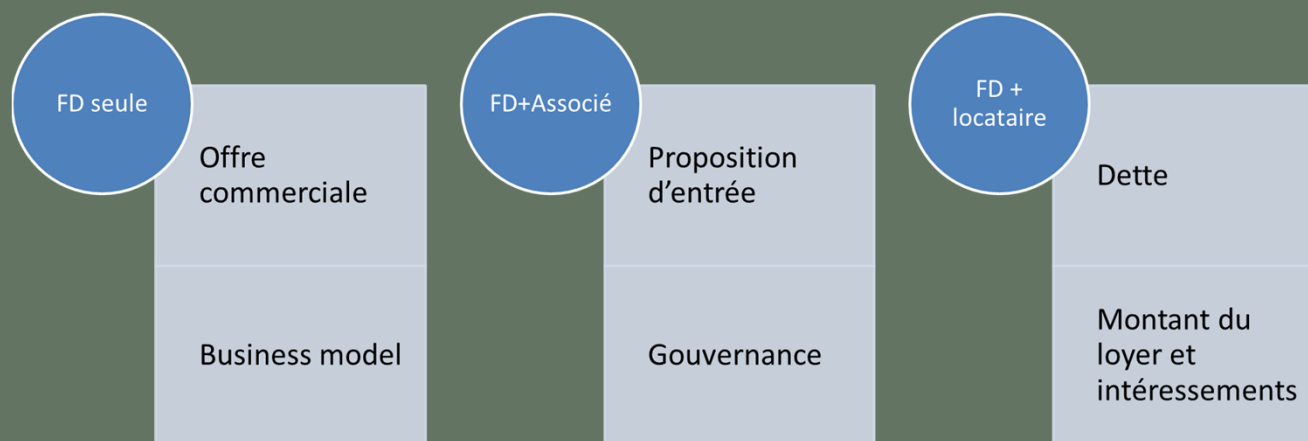 FD seule
Offre
commerciale
Business model
FD+Associé
Proposition
d’entrée
Gouvernance
FD +
locataire
Dette
Montant du
loyer et
intéressements